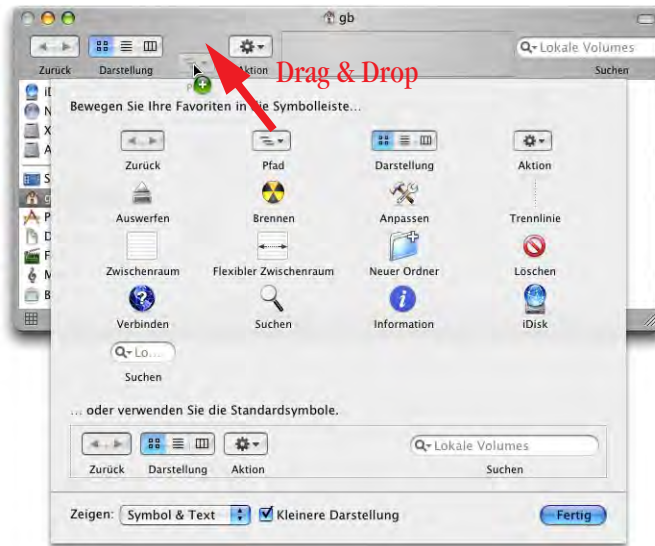 gb
Lokale Volumes
Zurück Darstellung Aktion Suchen
Drag & Drop
iD
N
X
A
S
g
P
D
F
M
B
Bewegen Sie Ihre Favoriten in die Symbolleiste...
Zurück Pfad Darstellung Aktion
Auswerfen Brennen Anpassen Trennlinie
Zwischenraum Flexibler Zwischenraum Neuer Ordner Löschen
Verbinden Suchen Information iDisk
Lo...
Suchen
... oder verwenden Sie die Standardsymbole.
Lokale Volumes
Zurück Darstellung Aktion Suchen
Zeigen: Symbol & Text Kleinere Darstellung Fertig